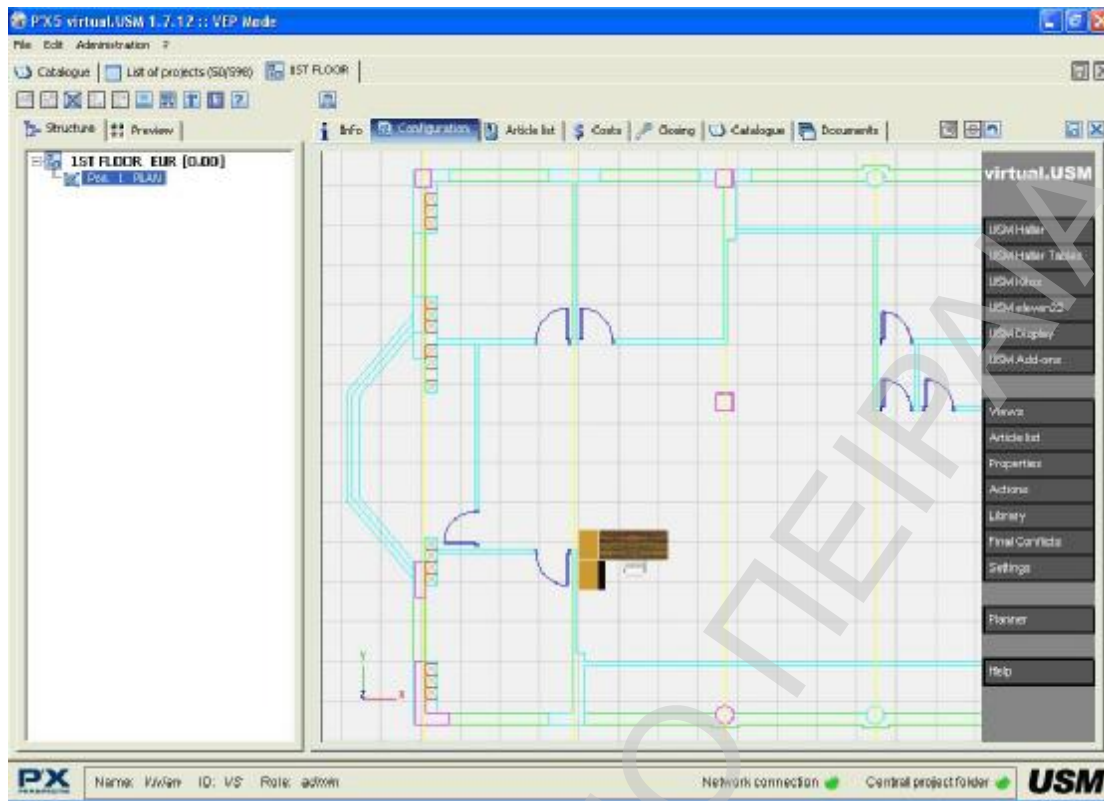 P'X5 virtual.USM 1.7.12 :: VEP Mode
File Edit Administration ?
Catalogue List of projects (50/598) 1ST FLOOR
Structure Preview
Info Configuration Article list Costs Closing Catalogue Documents
1ST FLOOR EUR [0.00]
Pos. 1 PLAN
virtual.USM
USM Haller
USM Haller Tables
USM Kitos
USM eleven22
USM Display
USM Add-ons
Views
Article list
Properties
Actions
Library
Final Conflicts
Settings
Planner
Help
Y
Z X
P'X Name: Vivian ID: VS Role: admin Network connection Central project folder USM
Ο ΠΕΙΡΑΙΑ